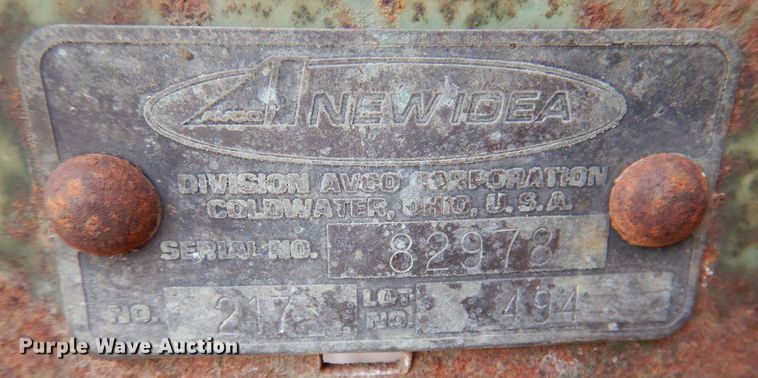 AVCO NEW IDEA
DIVISION AVCO CORPORATION
COLDWATER, OHIO, U. S. A.
SERIAL NO. 82978
NO. 217 LOT NO. 494
Purple Wave Auction